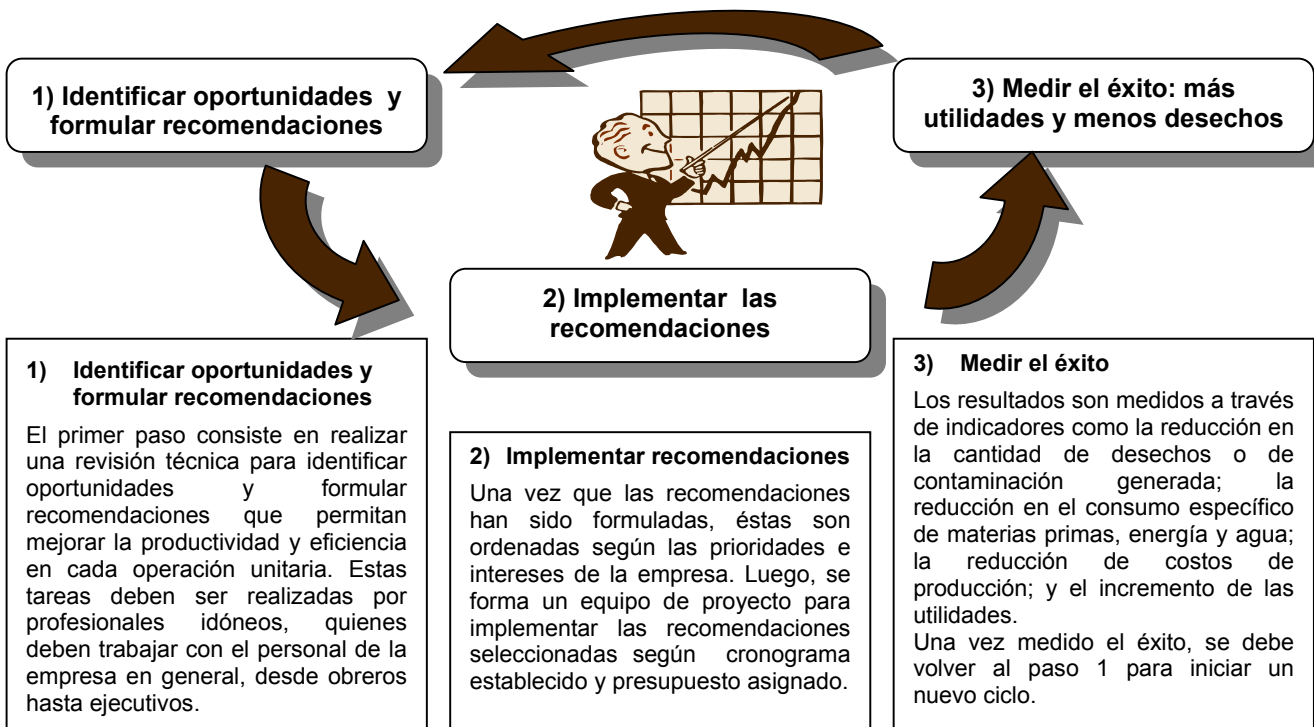 1) Identificar oportunidades y
formular recomendaciones
3) Medir el éxito: más
utilidades y menos desechos
2) Implementar las
recomendaciones
1) Identificar oportunidades y
formular recomendaciones
El primer paso consiste en realizar
una revisión técnica para identificar
oportunidades y formular
recomendaciones que permitan
mejorar la productividad y eficiencia
en cada operación unitaria. Estas
tareas deben ser realizadas por
profesionales idóneos, quienes
deben trabajar con el personal de la
empresa en general, desde obreros
hasta ejecutivos.
2) Implementar recomendaciones
Una vez que las recomendaciones
han sido formuladas, éstas son
ordenadas según las prioridades e
intereses de la empresa. Luego, se
forma un equipo de proyecto para
implementar las recomendaciones
seleccionadas según cronograma
establecido y presupuesto asignado.
3) Medir el éxito
Los resultados son medidos a través
de indicadores como la reducción en
la cantidad de desechos o de
contaminación generada; la
reducción en el consumo específico
de materias primas, energía y agua;
la reducción de costos de
producción; y el incremento de las
utilidades.
Una vez medido el éxito, se debe
volver al paso 1 para iniciar un
nuevo ciclo.